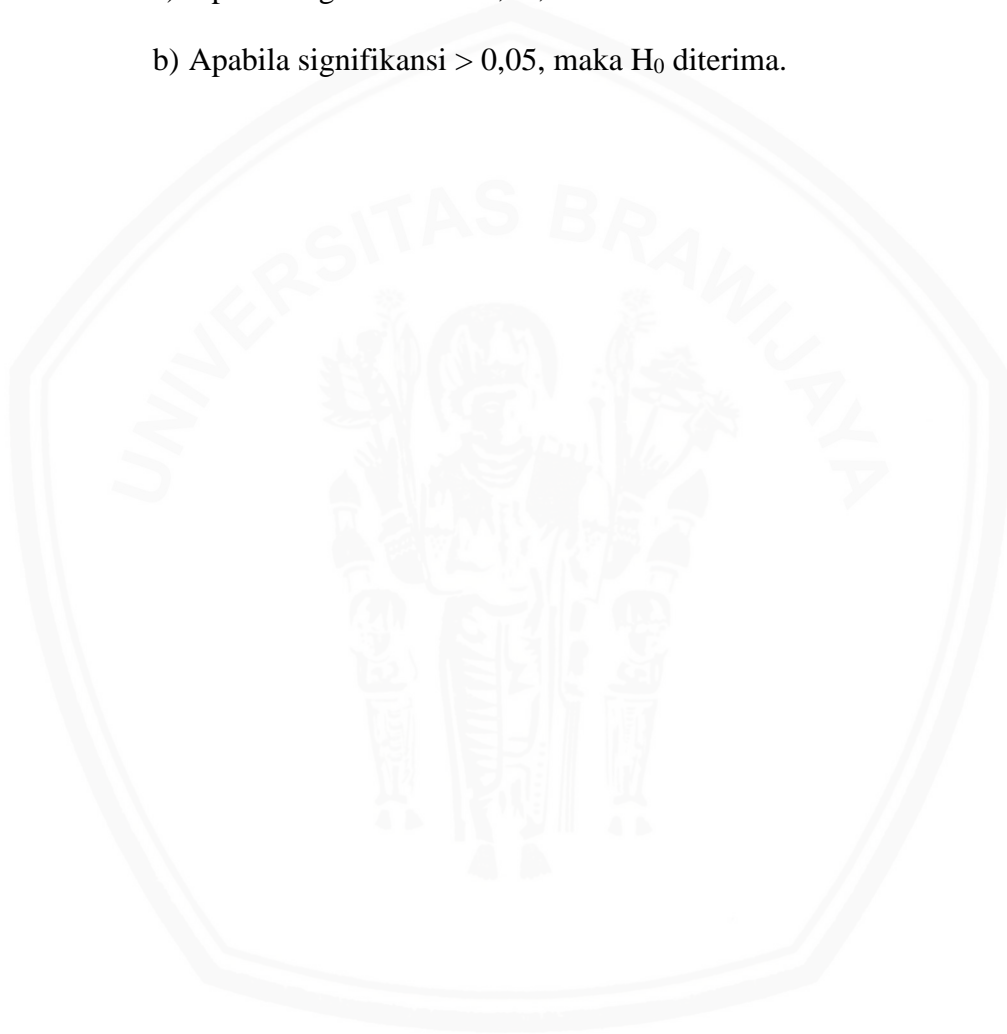 b) Apabila signifikansi > 0,05, maka H₀ diterima.
UNIVERSITAS BRAWIJAYA